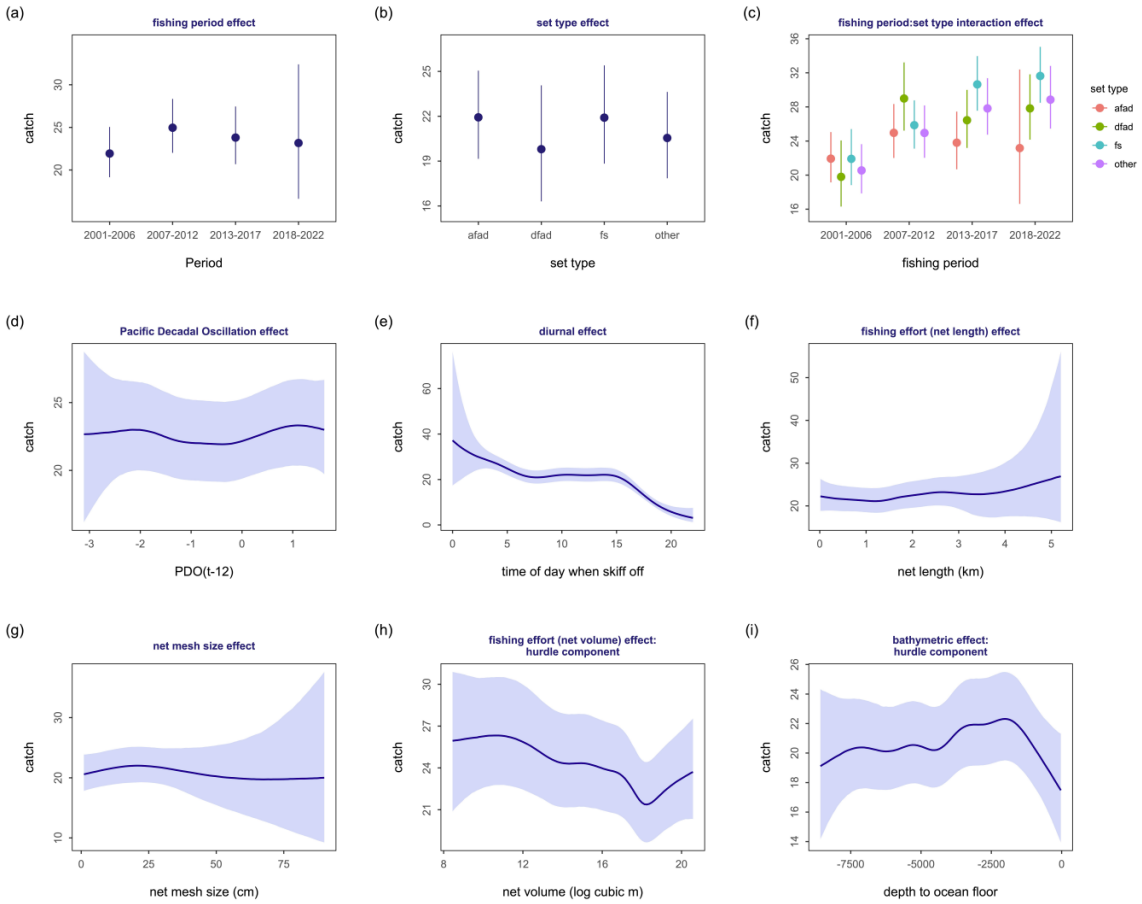 (a)
fishing period effect
catch
30
25
20
2001-2006 2007-2012 2013-2017 2018-2022
Period
(b)
set type effect
catch
25
22
19
16
afad dfad fs other
set type
(c)
fishing period:set type interaction effect
catch
36
32
28
24
20
16
2001-2006 2007-2012 2013-2017 2018-2022
fishing period
set type
afad
dfad
fs
other
(d)
Pacific Decadal Oscillation effect
catch
25
20
-3 -2 -1 0 1
PDO(t-12)
(e)
diurnal effect
catch
60
40
20
0
0 5 10 15 20
time of day when skiff off
(f)
fishing effort (net length) effect
catch
50
40
30
20
0 1 2 3 4 5
net length (km)
(g)
net mesh size effect
catch
30
20
10
0 25 50 75
net mesh size (cm)
(h)
fishing effort (net volume) effect:
hurdle component
catch
30
27
24
21
8 12 16 20
net volume (log cubic m)
(i)
bathymetric effect:
hurdle component
catch
26
24
22
20
18
16
14
-7500 -5000 -2500 0
depth to ocean floor